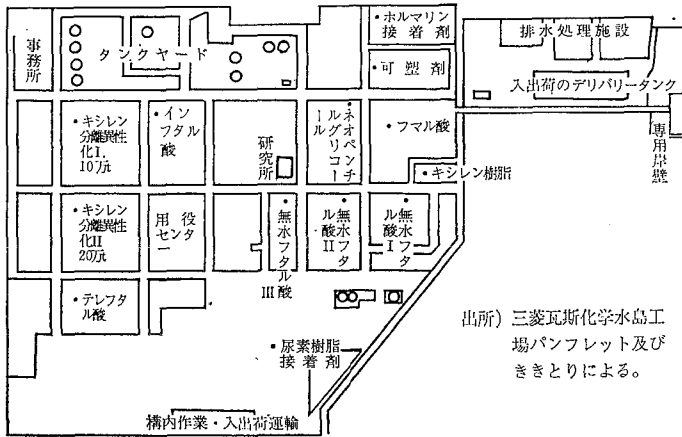 ・ホルマリン
接着剤
排水処理施設
事務所
タンクヤード
・可塑剤
入出荷のデリバリータンク
・キシレン
分離異性
化I.
10万t
・イン
フタル
酸
研究所
・ネオペンチ
ルグリコー
ル
・フマル酸
専用岸壁
・キシレン樹脂
・キシレン
分離異性
化II
20万t
用役
センタ
ー
・無水フタル酸
III
・無水フタ
ル酸II
・無水フタ
ル酸I
・テレフタ
ル酸
・尿素樹脂
接着剤
構内作業・入出荷運輸
出所）三菱瓦斯化学水島工
場パンフレット及び
ききとりによる。